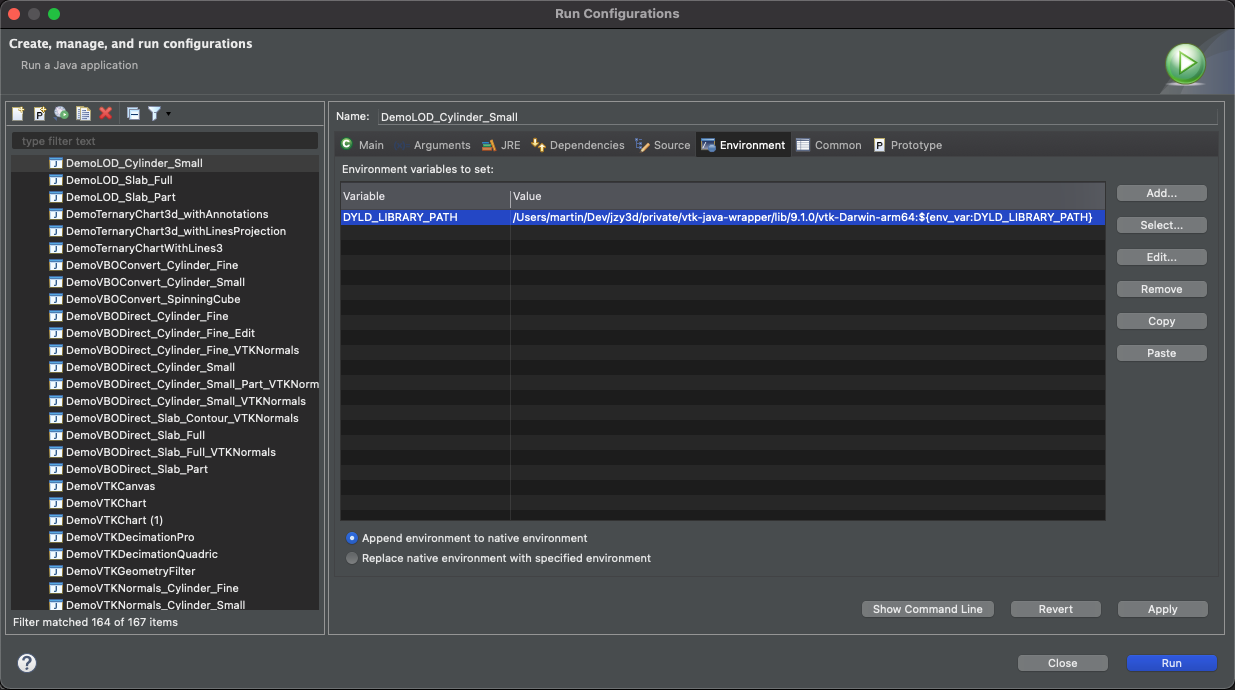 Run Configurations
Create, manage, and run configurations
Run a Java application
type filter text
DemoLOD_Cylinder_Small
DemoLOD_Slab_Full
DemoLOD_Slab_Part
DemoTernaryChart3d_withAnnotations
DemoTernaryChart3d_withLinesProjection
DemoTernaryChartWithLines3
DemoVBOConvert_Cylinder_Fine
DemoVBOConvert_Cylinder_Small
DemoVBOConvert_SpinningCube
DemoVBODirect_Cylinder_Fine
DemoVBODirect_Cylinder_Fine_Edit
DemoVBODirect_Cylinder_Fine_VTKNormals
DemoVBODirect_Cylinder_Small
DemoVBODirect_Cylinder_Small_Part_VTKNorm
DemoVBODirect_Cylinder_Small_VTKNormals
DemoVBODirect_Slab_Contour_VTKNormals
DemoVBODirect_Slab_Full
DemoVBODirect_Slab_Full_VTKNormals
DemoVBODirect_Slab_Part
DemoVTKCanvas
DemoVTKChart
DemoVTKChart (1)
DemoVTKDecimationPro
DemoVTKDecimationQuadric
DemoVTKGeometryFilter
DemoVTKNormals_Cylinder_Fine
DemoVTKNormals_Cylinder_Small
Filter matched 164 of 167 items
Name: DemoLOD_Cylinder_Small
Main Arguments JRE Dependencies Source Environment Common Prototype
Environment variables to set:
Variable Value
DYLD_LIBRARY_PATH /Users/martin/Dev/jzy3d/private/vtk-java-wrapper/lib/9.1.0/vtk-Darwin-arm64:${env_var:DYLD_LIBRARY_PATH}
Add...
Select...
Edit...
Remove
Copy
Paste
Append environment to native environment
Replace native environment with specified environment
Show Command Line Revert Apply
? Close Run